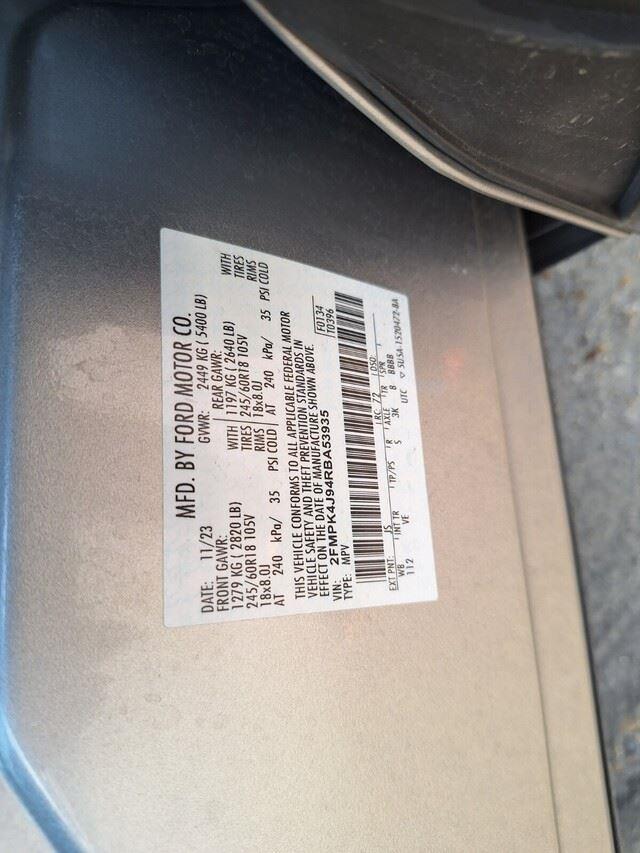 MFD. BY FORD MOTOR CO.
DATE: 11/23 GVWR: 2449 KG ( 5400 LB)
FRONT GAWR: REAR GAWR:
1279 KG ( 2820 LB) WITH 1197 KG ( 2640 LB) WITH
245/60R18 105V TIRES 245/60R18 105V TIRES
18x8.0J RIMS 18x8.0J RIMS
AT 240 kPa/ 35 PSI COLD AT 240 kPa/ 35 PSI COLD
THIS VEHICLE CONFORMS TO ALL APPLICABLE FEDERAL MOTOR
VEHICLE SAFETY AND THEFT PREVENTION STANDARDS IN
EFFECT ON THE DATE OF MANUFACTURE SHOWN ABOVE.
VIN: 2FMPK4J94RBA53935 F0134
TYPE: MPV T0396
EXT PNT: JS RC: 72 DSO:
WB INT TR TP/PS R AXLE TR SPR
112 VE S 3K 8 BBBB
UTC ▽ 5U5A-1520472-BA